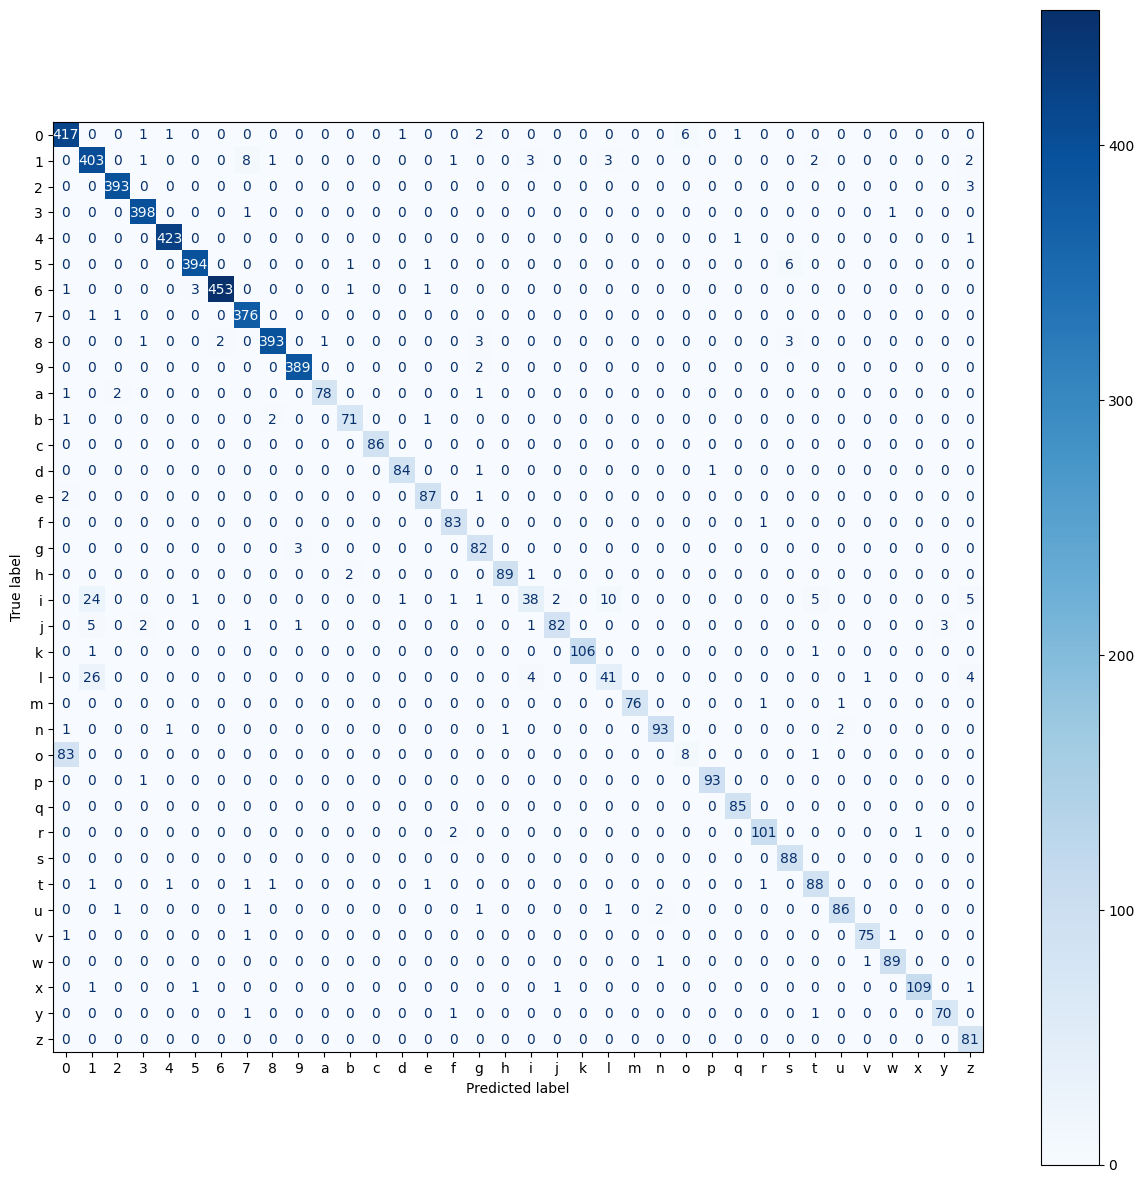 0 417 0 0 1 1 0 0 0 0 0 0 0 0 1 0 0 2 0 0 0 0 0 0 0 6 0 1 0 0 0 0 0 0 0 0 0
1 0 403 0 1 0 0 0 8 1 0 0 0 0 0 0 1 0 0 3 0 0 3 0 0 0 0 0 0 0 2 0 0 0 0 0 2
2 0 0 393 0 0 0 0 0 0 0 0 0 0 0 0 0 0 0 0 0 0 0 0 0 0 0 0 0 0 0 0 0 0 0 0 3
3 0 0 0 398 0 0 0 1 0 0 0 0 0 0 0 0 0 0 0 0 0 0 0 0 0 0 0 0 0 0 0 0 1 0 0 0
4 0 0 0 0 423 0 0 0 0 0 0 0 0 0 0 0 0 0 0 0 0 0 0 0 0 0 1 0 0 0 0 0 0 0 0 1
5 0 0 0 0 0 394 0 0 0 0 0 1 0 0 1 0 0 0 0 0 0 0 0 0 0 0 0 0 6 0 0 0 0 0 0 0
6 1 0 0 0 0 3 453 0 0 0 0 1 0 0 1 0 0 0 0 0 0 0 0 0 0 0 0 0 0 0 0 0 0 0 0 0
7 0 1 1 0 0 0 0 376 0 0 0 0 0 0 0 0 0 0 0 0 0 0 0 0 0 0 0 0 0 0 0 0 0 0 0 0
8 0 0 0 1 0 0 2 0 393 0 1 0 0 0 0 0 3 0 0 0 0 0 0 0 0 0 0 0 3 0 0 0 0 0 0 0
9 0 0 0 0 0 0 0 0 0 389 0 0 0 0 0 0 2 0 0 0 0 0 0 0 0 0 0 0 0 0 0 0 0 0 0 0
a 1 0 2 0 0 0 0 0 0 0 78 0 0 0 0 0 1 0 0 0 0 0 0 0 0 0 0 0 0 0 0 0 0 0 0 0
b 1 0 0 0 0 0 0 0 2 0 0 71 0 0 1 0 0 0 0 0 0 0 0 0 0 0 0 0 0 0 0 0 0 0 0 0
c 0 0 0 0 0 0 0 0 0 0 0 0 86 0 0 0 0 0 0 0 0 0 0 0 0 0 0 0 0 0 0 0 0 0 0 0
d 0 0 0 0 0 0 0 0 0 0 0 0 0 84 0 0 1 0 0 0 0 0 0 0 0 1 0 0 0 0 0 0 0 0 0 0
e 2 0 0 0 0 0 0 0 0 0 0 0 0 0 87 0 1 0 0 0 0 0 0 0 0 0 0 0 0 0 0 0 0 0 0 0
f 0 0 0 0 0 0 0 0 0 0 0 0 0 0 0 83 0 0 0 0 0 0 0 0 0 0 0 1 0 0 0 0 0 0 0 0
g 0 0 0 0 0 0 0 0 0 3 0 0 0 0 0 0 82 0 0 0 0 0 0 0 0 0 0 0 0 0 0 0 0 0 0 0
h 0 0 0 0 0 0 0 0 0 0 0 2 0 0 0 0 0 89 1 0 0 0 0 0 0 0 0 0 0 0 0 0 0 0 0 0
i 0 24 0 0 0 1 0 0 0 0 0 0 0 1 0 1 1 0 38 2 0 10 0 0 0 0 0 0 0 5 0 0 0 0 0 5
j 0 5 0 2 0 0 0 1 0 1 0 0 0 0 0 0 0 0 1 82 0 0 0 0 0 0 0 0 0 0 0 0 0 0 3 0
k 0 1 0 0 0 0 0 0 0 0 0 0 0 0 0 0 0 0 0 0 106 0 0 0 0 0 0 0 0 1 0 0 0 0 0 0
l 0 26 0 0 0 0 0 0 0 0 0 0 0 0 0 0 0 0 4 0 0 41 0 0 0 0 0 0 0 0 0 1 0 0 0 4
m 0 0 0 0 0 0 0 0 0 0 0 0 0 0 0 0 0 0 0 0 0 0 76 0 0 0 0 1 0 0 1 0 0 0 0 0
n 1 0 0 0 1 0 0 0 0 0 0 0 0 0 0 0 0 1 0 0 0 0 0 93 0 0 0 0 0 0 2 0 0 0 0 0
o 83 0 0 0 0 0 0 0 0 0 0 0 0 0 0 0 0 0 0 0 0 0 0 0 8 0 0 0 0 1 0 0 0 0 0 0
p 0 0 0 1 0 0 0 0 0 0 0 0 0 0 0 0 0 0 0 0 0 0 0 0 0 93 0 0 0 0 0 0 0 0 0 0
q 0 0 0 0 0 0 0 0 0 0 0 0 0 0 0 0 0 0 0 0 0 0 0 0 0 0 85 0 0 0 0 0 0 0 0 0
r 0 0 0 0 0 0 0 0 0 0 0 0 0 0 0 2 0 0 0 0 0 0 0 0 0 0 0 101 0 0 0 0 0 1 0 0
s 0 0 0 0 0 0 0 0 0 0 0 0 0 0 0 0 0 0 0 0 0 0 0 0 0 0 0 0 88 0 0 0 0 0 0 0
t 0 1 0 0 1 0 0 1 1 0 0 0 0 0 1 0 0 0 0 0 0 0 0 0 0 0 0 1 0 88 0 0 0 0 0 0
u 0 0 1 0 0 0 0 1 0 0 0 0 0 0 0 0 1 0 0 0 0 1 0 2 0 0 0 0 0 0 86 0 0 0 0 0
v 1 0 0 0 0 0 0 1 0 0 0 0 0 0 0 0 0 0 0 0 0 0 0 0 0 0 0 0 0 0 0 75 1 0 0 0
w 0 0 0 0 0 0 0 0 0 0 0 0 0 0 0 0 0 0 0 0 0 0 0 1 0 0 0 0 0 0 0 1 89 0 0 0
x 0 1 0 0 0 1 0 0 0 0 0 0 0 0 0 0 0 0 0 1 0 0 0 0 0 0 0 0 0 0 0 0 0 109 0 1
y 0 0 0 0 0 0 0 1 0 0 0 0 0 0 0 1 0 0 0 0 0 0 0 0 0 0 0 0 0 1 0 0 0 0 70 0
z 0 0 0 0 0 0 0 0 0 0 0 0 0 0 0 0 0 0 0 0 0 0 0 0 0 0 0 0 0 0 0 0 0 0 0 81
0 1 2 3 4 5 6 7 8 9 a b c d e f g h i j k l m n o p q r s t u v w x y z
Predicted label
True label
400
300
200
100
0